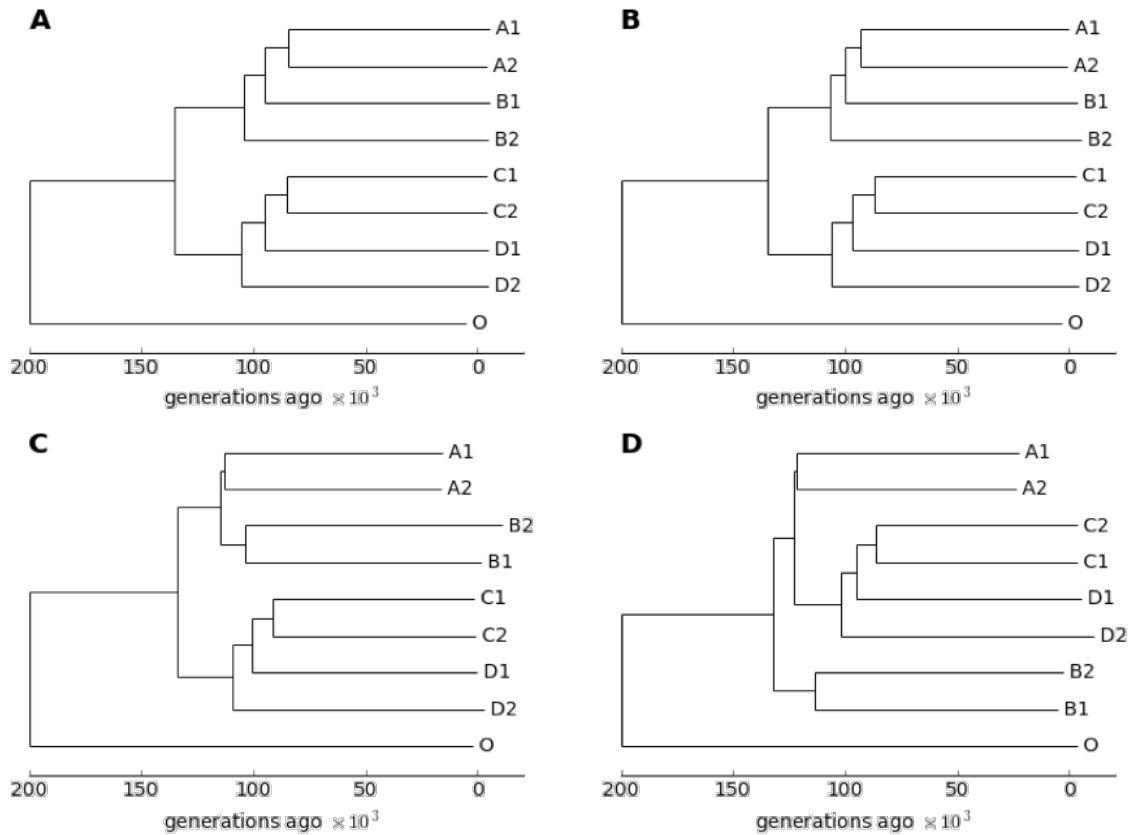 A
A1
A2
B1
B2
C1
C2
D1
D2
O
200 150 100 50 0
generations ago ×10³
B
A1
A2
B1
B2
C1
C2
D1
D2
O
200 150 100 50 0
generations ago ×10³
C
A1
A2
B2
B1
C1
C2
D1
D2
O
200 150 100 50 0
generations ago ×10³
D
A1
A2
C2
C1
D1
D2
B2
B1
O
200 150 100 50 0
generations ago ×10³